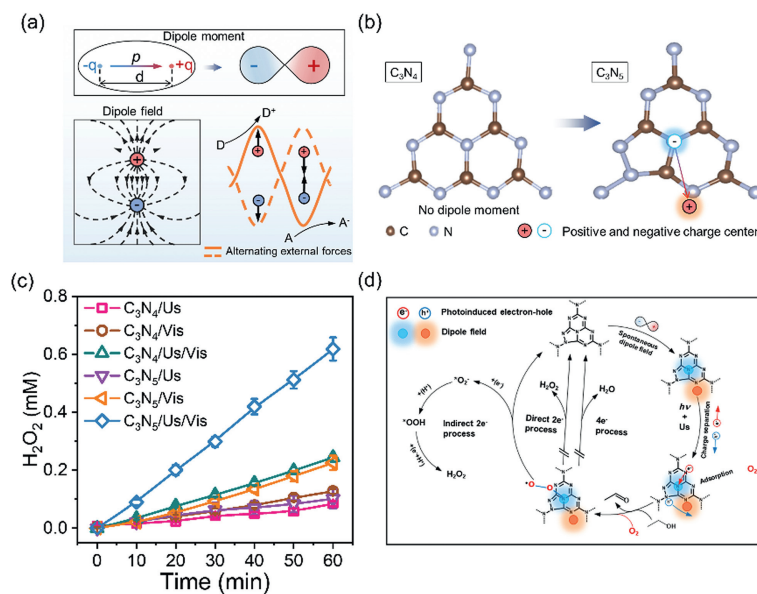 (a)
Dipole moment
-q
p
+q
d
-
+
Dipole field
D⁺
D
+
-
+
-
+
-
A
A⁻
Alternating external forces
(b)
C₃N₄
C₃N₅
-
+
No dipole moment
C
N
+
-
Positive and negative charge center
(c)
H₂O₂ (mM)
0.8
0.6
0.4
0.2
0.0
C₃N₄/Us
C₃N₄/Vis
C₃N₄/Us/Vis
C₃N₅/Us
C₃N₅/Vis
C₃N₅/Us/Vis
0 10 20 30 40 50 60
Time (min)
(d)
e⁻
h⁺
Photoinduced electron-hole
Dipole field
Spontaneous
dipole field
hν
+
Us
Charge separation
Adsorption
O₂
OH
O₂
H₂O₂
H₂O
Direct 2e⁻
process
4e⁻
process
+(e⁻)
*O₂⁻
+(H⁺)
*OOH
Indirect 2e⁻
process
+(e⁻+H⁺)
H₂O₂